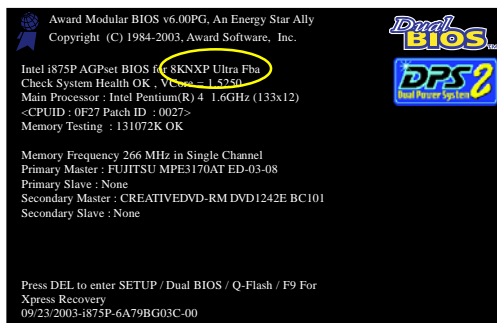 Award Modular BIOS v6.00PG, An Energy Star Ally
Copyright (C) 1984-2003, Award Software, Inc.
Dual
BIOS TM
DPS2
Dual Power System
Intel i875P AGPset BIOS for 8KNXP Ultra Fba
Check System Health OK , VCore = 1.5250
Main Processor : Intel Pentium(R) 4 1.6GHz (133x12)
<CPUID : 0F27 Patch ID : 0027>
Memory Testing : 131072K OK
Memory Frequency 266 MHz in Single Channel
Primary Master : FUJITSU MPE3170AT ED-03-08
Primary Slave : None
Secondary Master : CREATIVEDVD-RM DVD1242E BC101
Secondary Slave : None
Press DEL to enter SETUP / Dual BIOS / Q-Flash / F9 For
Xpress Recovery
09/23/2003-i875P-6A79BG03C-00